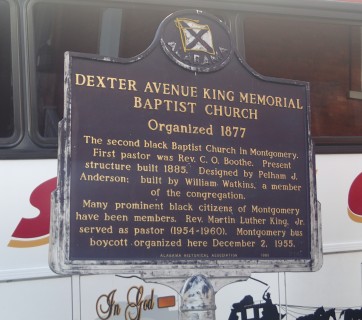 ALABAMA
DEXTER AVENUE KING MEMORIAL
BAPTIST CHURCH
Organized 1877
The second black Baptist Church in Montgomery.
First pastor was Rev. C. O. Boothe. Present
structure built 1885. Designed by Pelham J.
Anderson; built by William Watkins, a member
of the congregation.
Many prominent black citizens of Montgomery
have been members. Rev. Martin Luther King, Jr.
served as pastor (1954-1960). Montgomery bus
boycott organized here December 2, 1955.
ALABAMA HISTORICAL ASSOCIATION
In God